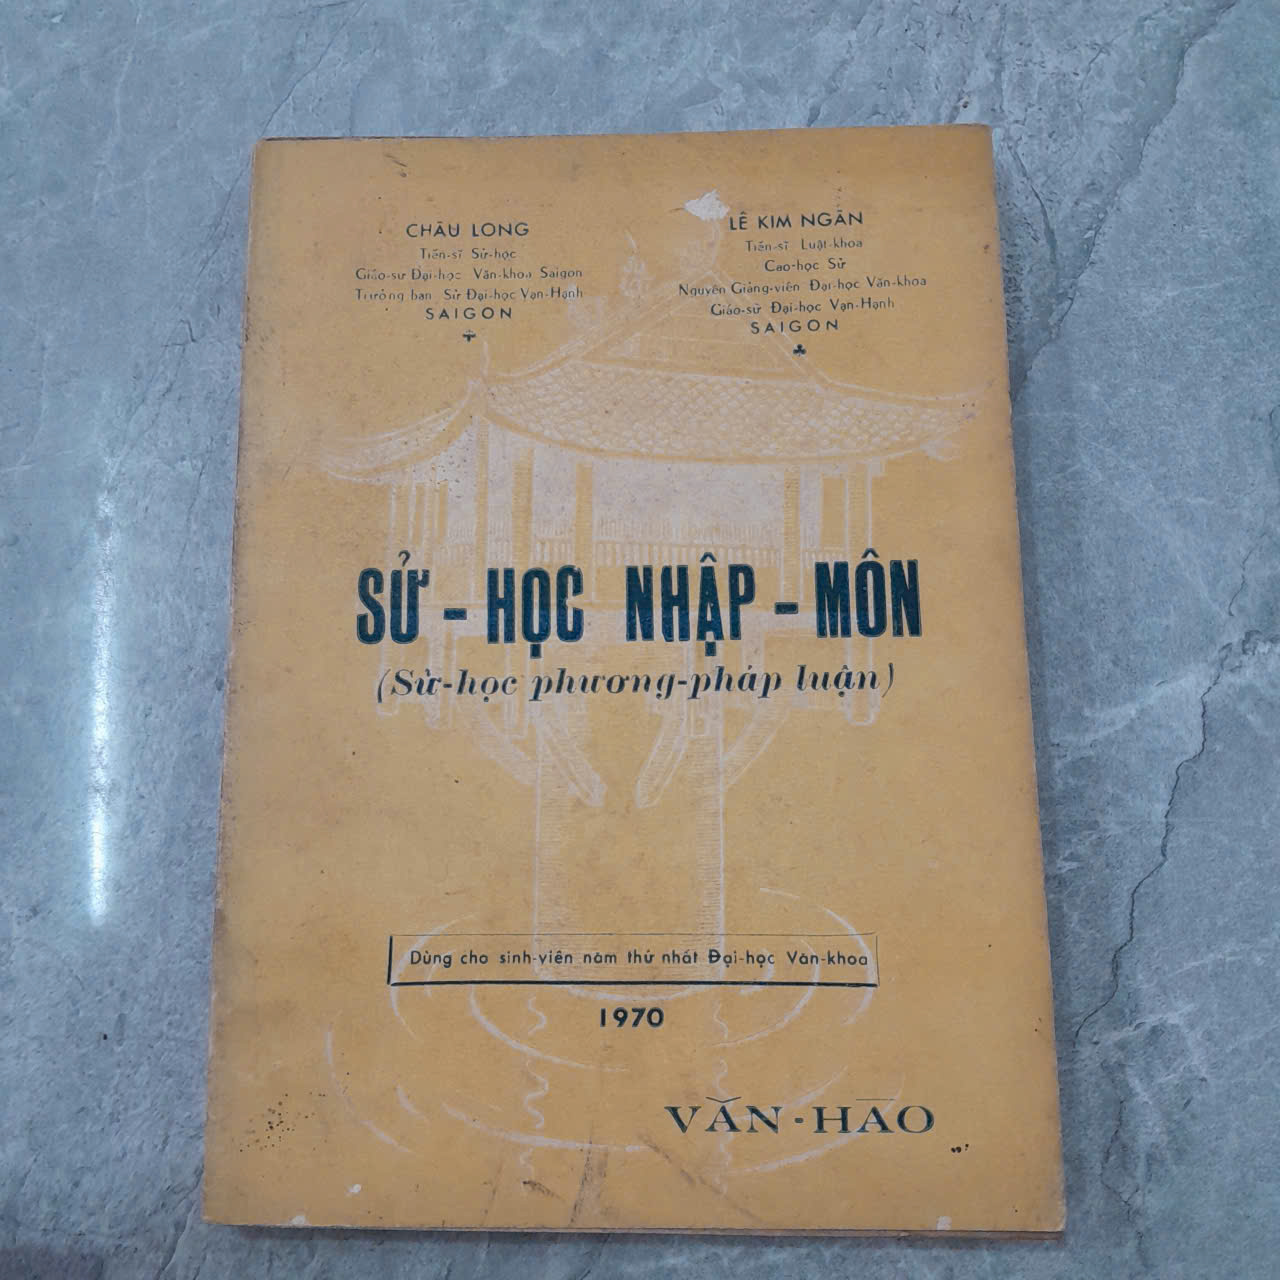 CHÂU LONG
Tiến-sĩ Sử-học
Giáo-sư Đại-học Văn-khoa Saigon
Trưởng ban Sử Đại-học Vạn-Hạnh
SAIGON
LÊ KIM NGÂN
Tiến-sĩ Luật-khoa
Cao-học Sử
Nguyên Giảng-viên Đại-học Văn-khoa
Giáo-sư Đại-học Vạn-Hạnh
SAIGON
SỬ - HỌC NHẬP - MÔN
(Sử-học phương-pháp luận)
Dùng cho sinh-viên năm thứ nhất Đại-học Văn-khoa
1970
VĂN-HÀO